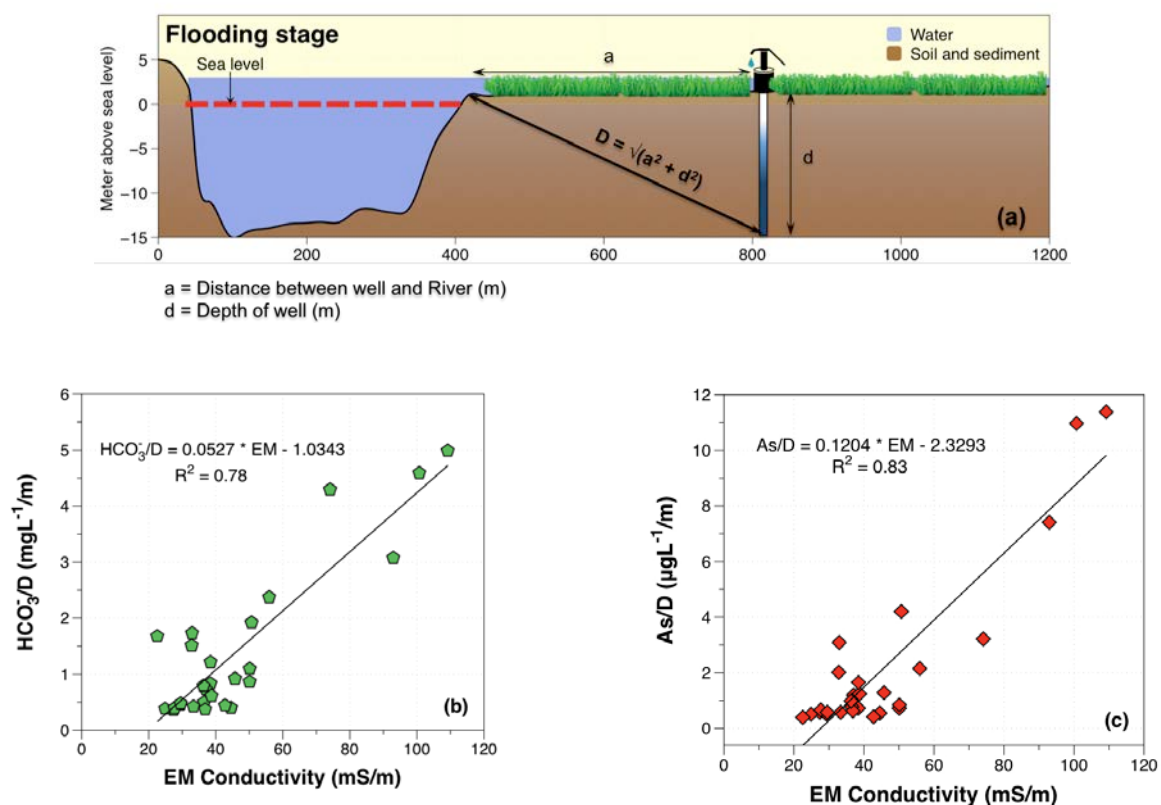 Flooding stage
Water
Soil and sediment
Sea level
a
D = √(a² + d²)
d
Meter above sea level)
5
0
−5
−10
−15
(a)
0 200 400 600 800 1000 1200
a = Distance between well and River (m)
d = Depth of well (m)
HCO₃⁻/D = 0.0527 * EM - 1.0343
R² = 0.78
HCO₃⁻/D (mgL⁻¹/m)
6
5
4
3
2
1
0
(b)
0 20 40 60 80 100 120
EM Conductivity (mS/m)
As/D = 0.1204 * EM - 2.3293
R² = 0.83
As/D (µgL⁻¹/m)
12
10
8
6
4
2
0
(c)
0 20 40 60 80 100 120
EM Conductivity (mS/m)